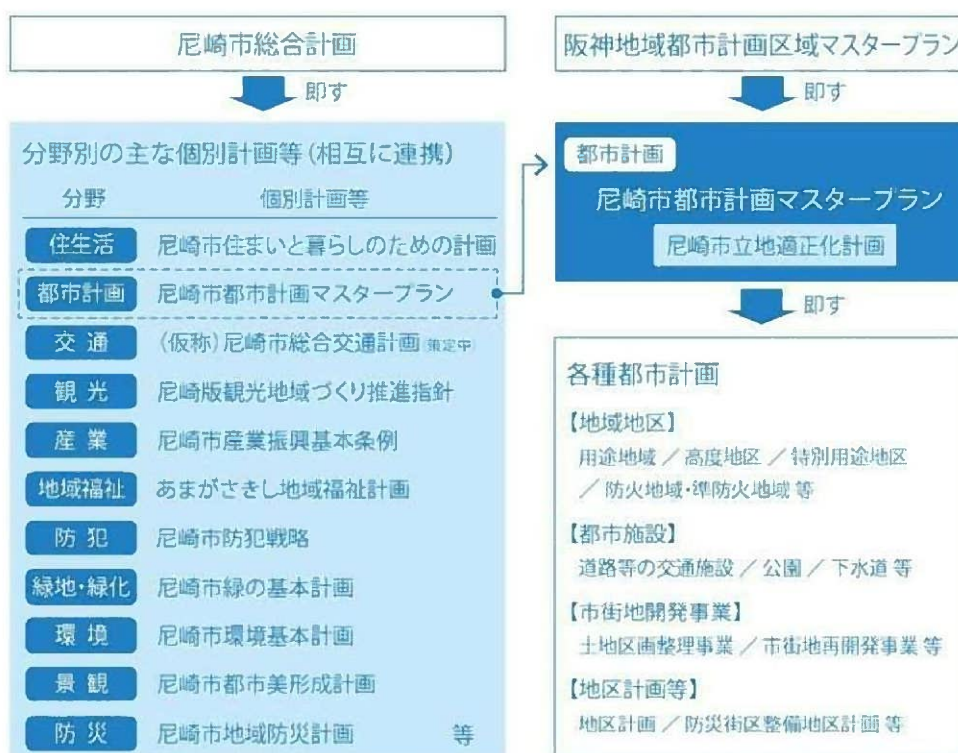 尼崎市総合計画
即す
分野別の主な個別計画等(相互に連携)
分野 個別計画等
住生活 尼崎市住まいと暮らしのための計画
都市計画 尼崎市都市計画マスタープラン
交通 (仮称)尼崎市総合交通計画 策定中
観光 尼崎版観光地域づくり推進指針
産業 尼崎市産業振興基本条例
地域福祉 あまがさきし地域福祉計画
防犯 尼崎市防犯戦略
緑地・緑化 尼崎市緑の基本計画
環境 尼崎市環境基本計画
景観 尼崎市都市美形成計画
防災 尼崎市地域防災計画 等
阪神地域都市計画区域マスタープラン
即す
都市計画
尼崎市都市計画マスタープラン
尼崎市立地適正化計画
即す
各種都市計画
【地域地区】
用途地域/高度地区/特別用途地区
/防火地域・準防火地域 等
【都市施設】
道路等の交通施設/公園/下水道 等
【市街地開発事業】
土地区画整理事業/市街地再開発事業 等
【地区計画等】
地区計画/防災街区整備地区計画 等